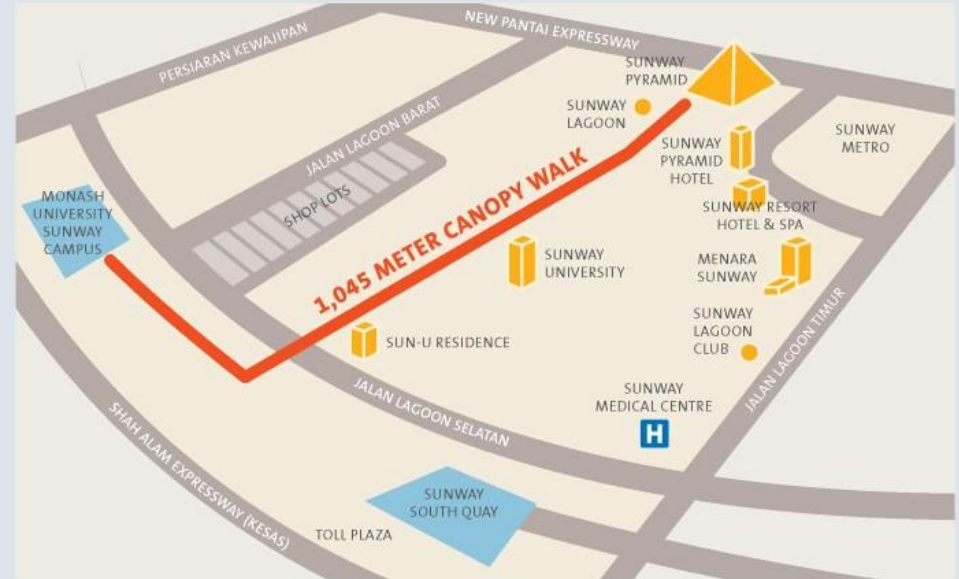 NEW PANTAI EXPRESSWAY
PERSIARAN KEWAJIPAN
SUNWAY
PYRAMID
SUNWAY
LAGOON
JALAN LAGOON BARAT
SUNWAY
METRO
SUNWAY
PYRAMID
HOTEL
SHOP LOTS
MONASH
UNIVERSITY
SUNWAY
CAMPUS
SUNWAY RESORT
HOTEL & SPA
1,045 METER CANOPY WALK
SUNWAY
UNIVERSITY
MENARA
SUNWAY
SUNWAY
LAGOON
CLUB
SUN-U RESIDENCE
JALAN LAGOON TIMUR
JALAN LAGOON SELATAN
SUNWAY
MEDICAL CENTRE
H
SHAH ALAM EXPRESSWAY (KESAS)
SUNWAY
SOUTH QUAY
TOLL PLAZA